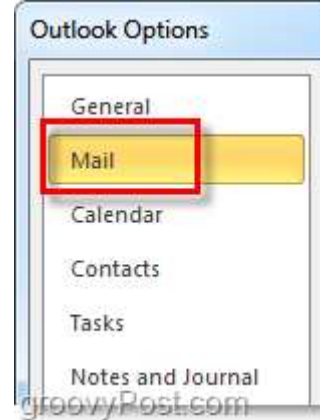 Outlook Options
General
Mail
Calendar
Contacts
Tasks
Notes and Journal
groovyPost.com